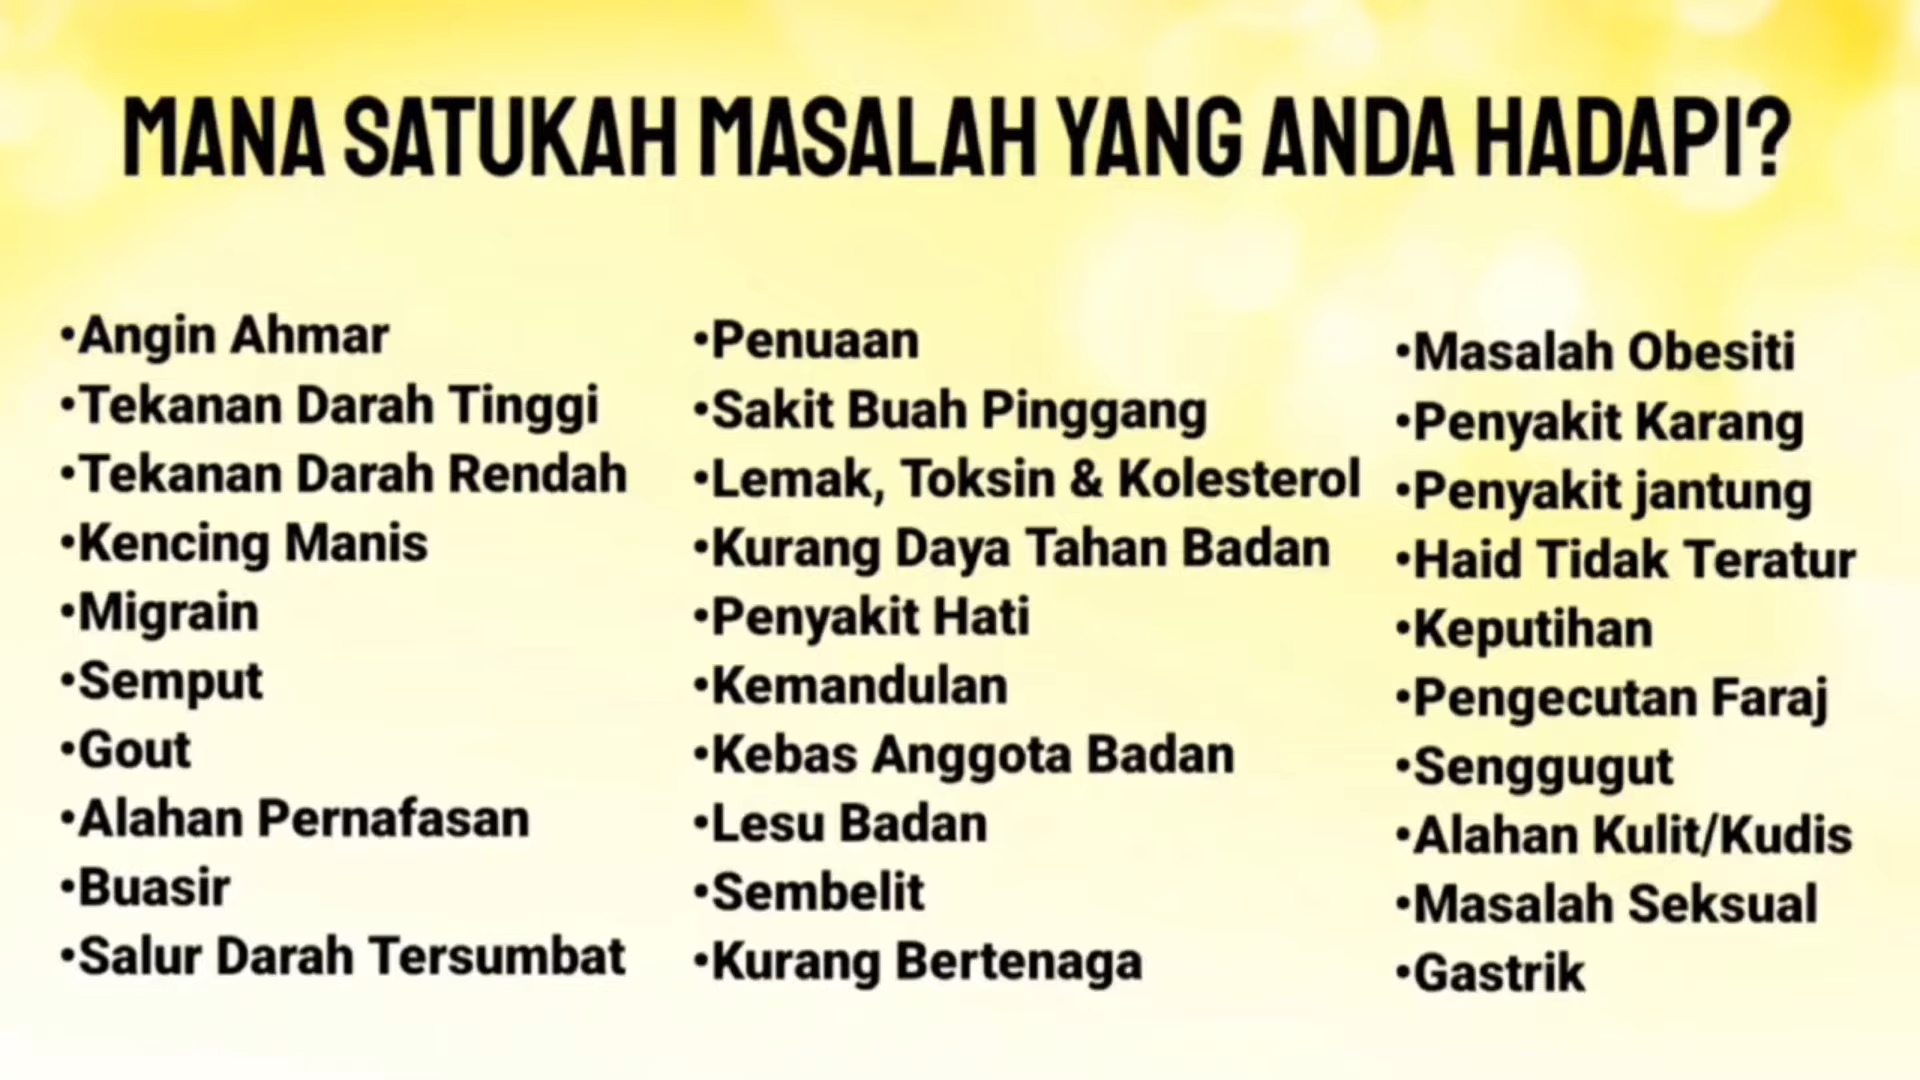 MANA SATUKAH MASALAH YANG ANDA HADAPI?
•Angin Ahmar
•Tekanan Darah Tinggi
•Tekanan Darah Rendah
•Kencing Manis
•Migrain
•Semput
•Gout
•Alahan Pernafasan
•Buasir
•Salur Darah Tersumbat
•Penuaan
•Sakit Buah Pinggang
•Lemak, Toksin & Kolesterol
•Kurang Daya Tahan Badan
•Penyakit Hati
•Kemandulan
•Kebas Anggota Badan
•Lesu Badan
•Sembelit
•Kurang Bertenaga
•Masalah Obesiti
•Penyakit Karang
•Penyakit jantung
•Haid Tidak Teratur
•Keputihan
•Pengecutan Faraj
•Senggugut
•Alahan Kulit/Kudis
•Masalah Seksual
•Gastrik